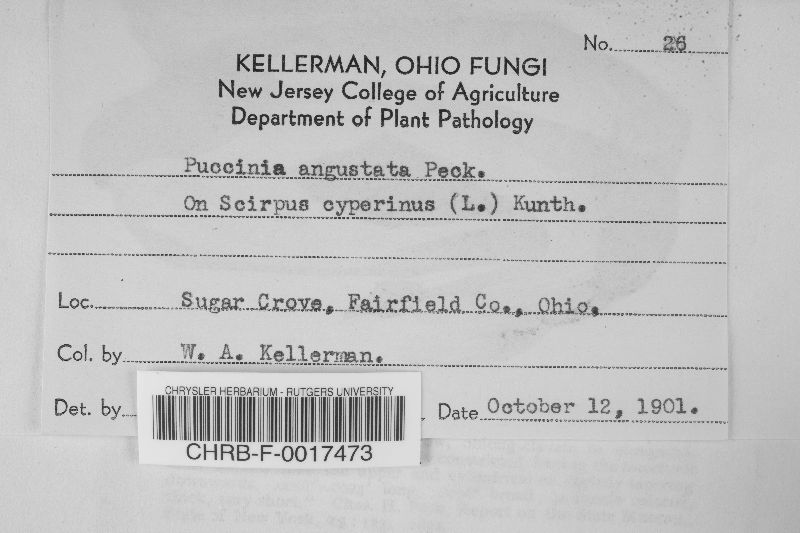 No. 26
KELLERMAN, OHIO FUNGI
New Jersey College of Agriculture
Department of Plant Pathology
Puccinia angustata Peck.
On Scirpus cyperinus (L.) Kunth.
Loc. Sugar Crove, Fairfield Co., Ohio.
Col. by W. A. Kellerman.
Det. by
Date October 12, 1901.
CHRYSLER HERBARIUM - RUTGERS UNIVERSITY
CHRB-F-0017473